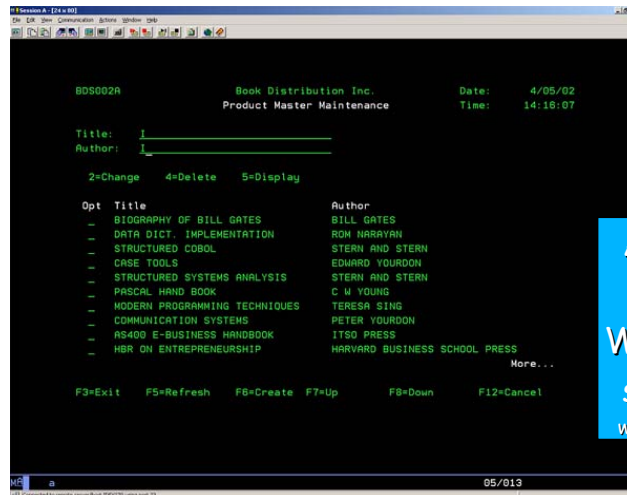 Session A - [24 x 80]
File Edit View Communication Actions Window Help
BDS002A Book Distribution Inc. Date: 4/05/02
Product Master Maintenance Time: 14:16:07
Title: I
Author: I
2=Change 4=Delete 5=Display
Opt Title Author
BIOGRAPHY OF BILL GATES BILL GATES
DATA DICT. IMPLEMENTATION ROM NARAYAN
STRUCTURED COBOL STERN AND STERN
CASE TOOLS EDWARD YOURDON
STRUCTURED SYSTEMS ANALYSIS STERN AND STERN
PASCAL HAND BOOK C W YOUNG
MODERN PROGRAMMING TECHNIQUES TERESA SING
COMMUNICATION SYSTEMS PETER YOURDON
AS400 E-BUSINESS HANDBOOK ITSO PRESS
HBR ON ENTREPRENEURSHIP HARVARD BUSINESS SCHOOL PRESS
More...
F3=Exit F5=Refresh F6=Create F7=Up F8=Down F12=Cancel
MA a 05/013